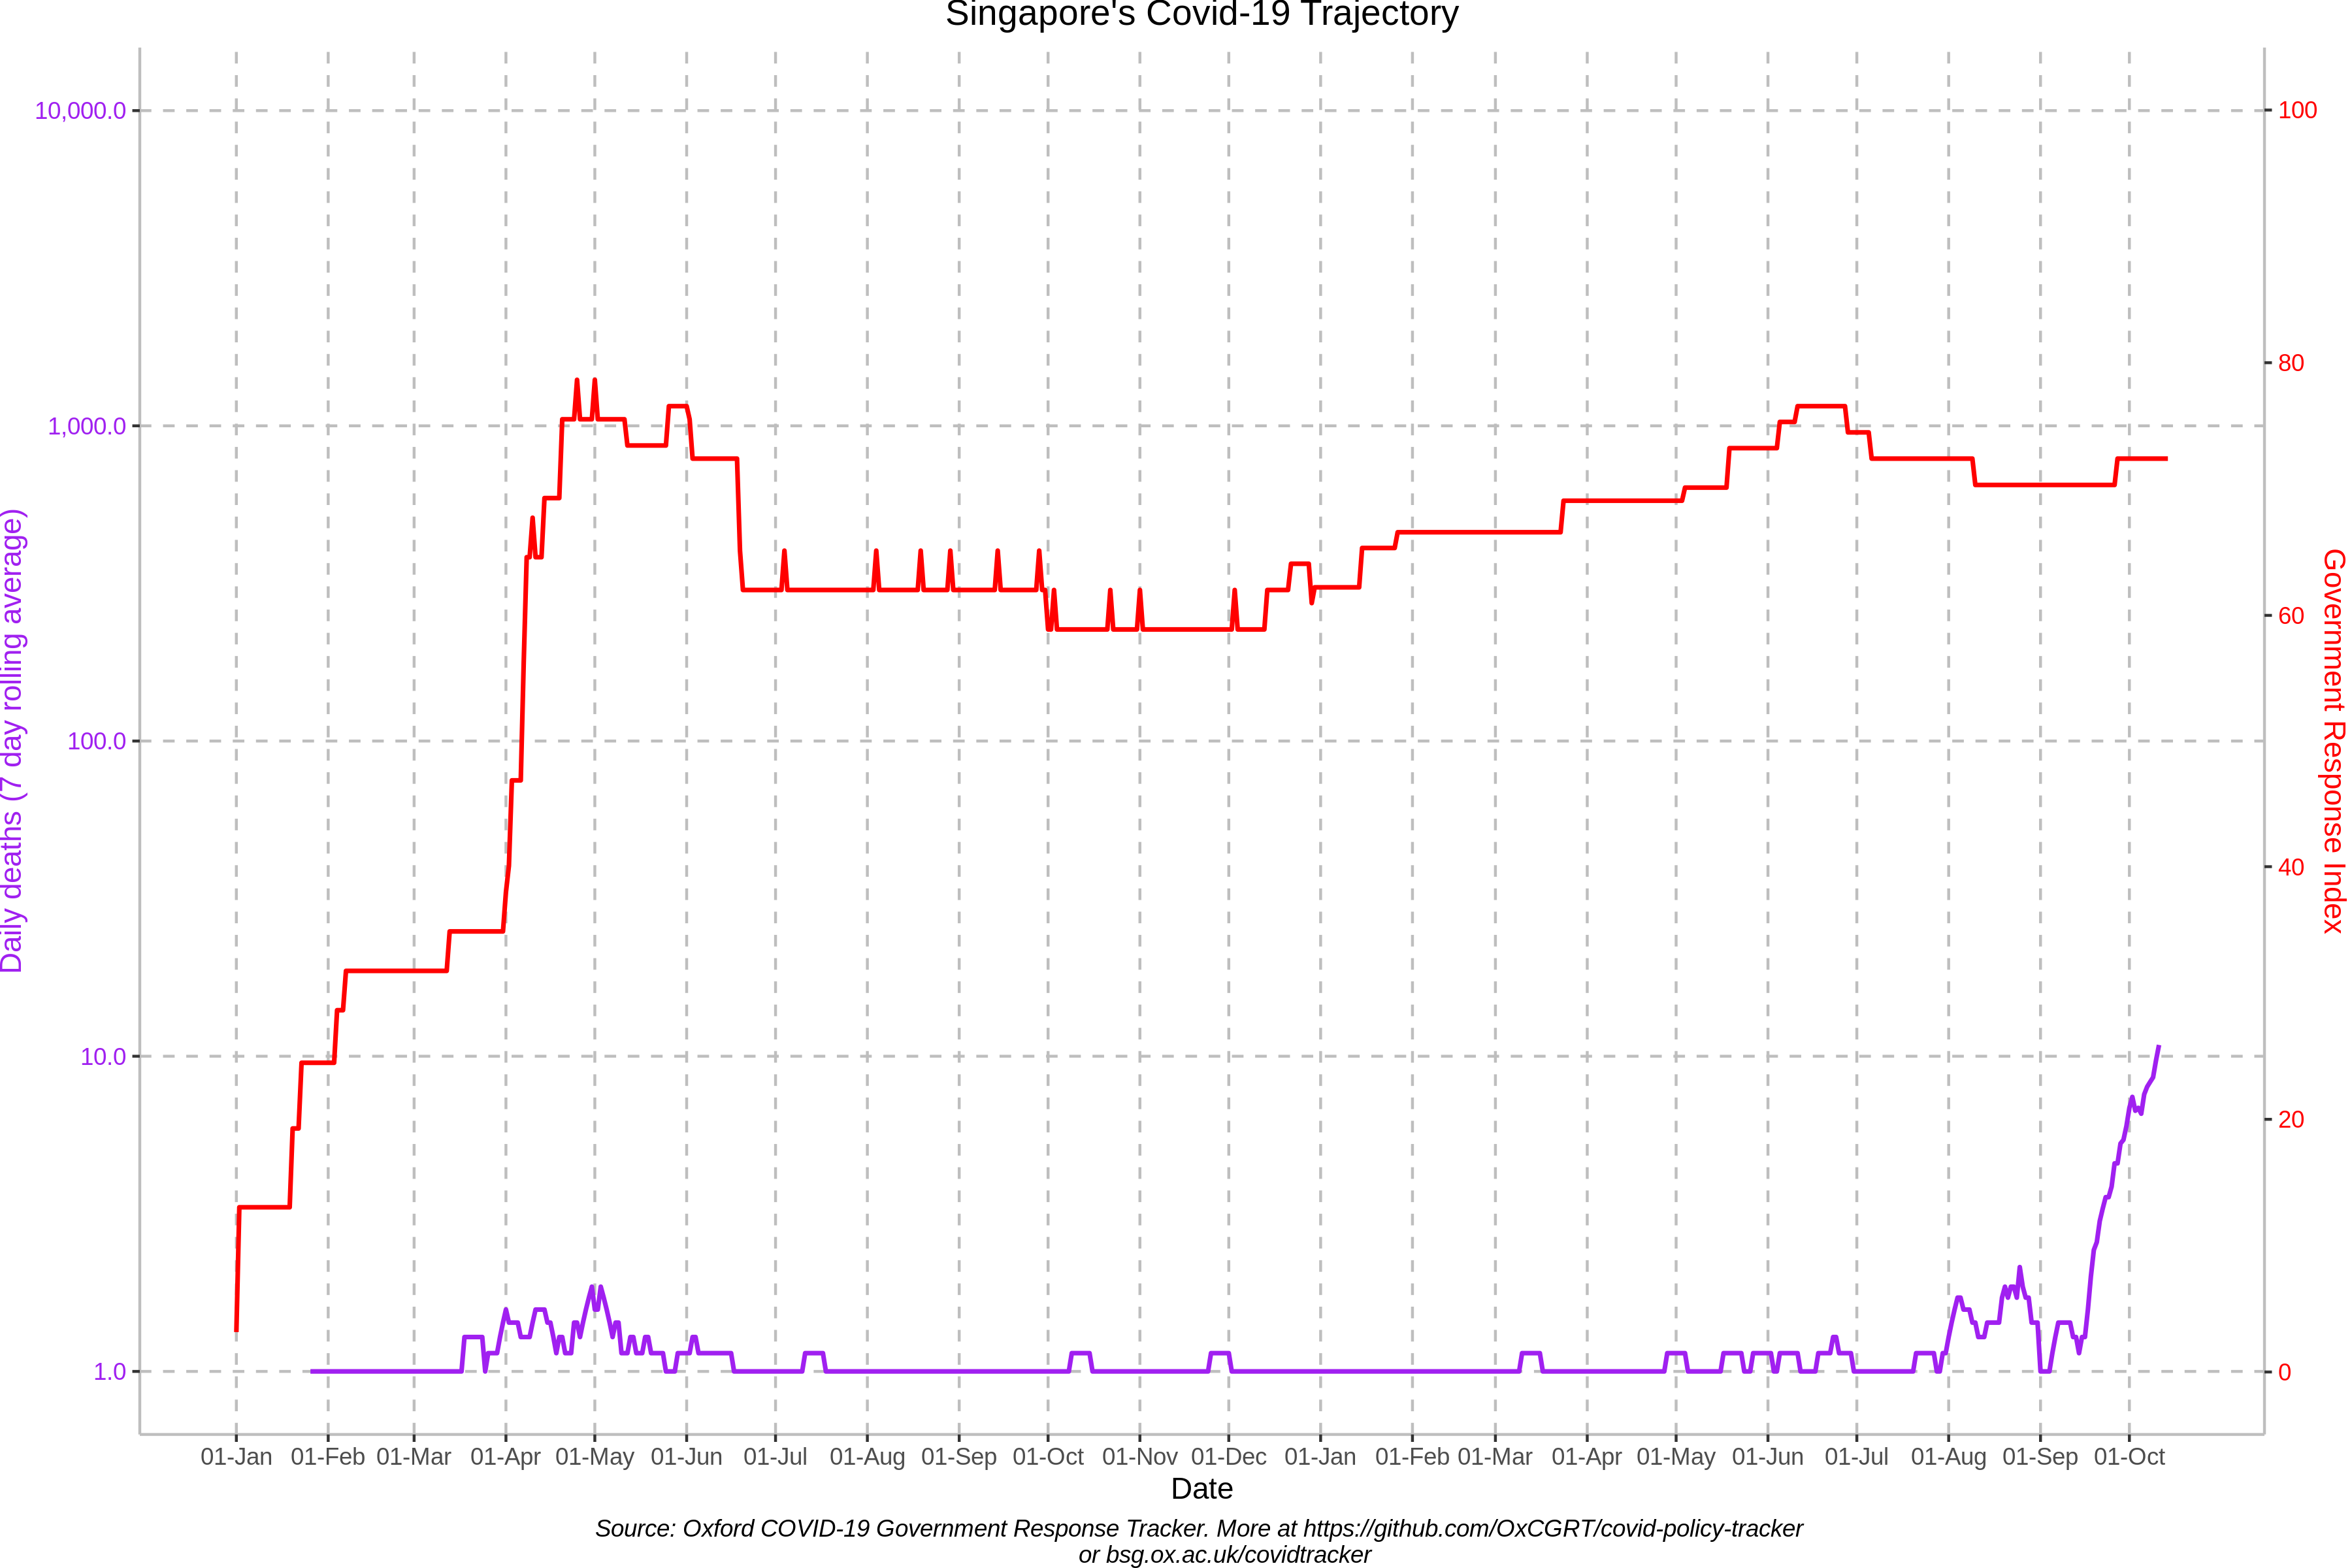 Singapore's Covid-19 Trajectory
10,000.0
1,000.0
100.0
10.0
1.0
Daily deaths (7 day rolling average)
100
80
60
40
20
0
Government Response Index
01-Jan 01-Feb 01-Mar 01-Apr 01-May 01-Jun 01-Jul 01-Aug 01-Sep 01-Oct 01-Nov 01-Dec 01-Jan 01-Feb 01-Mar 01-Apr 01-May 01-Jun 01-Jul 01-Aug 01-Sep 01-Oct
Date
Source: Oxford COVID-19 Government Response Tracker. More at https://github.com/OxCGRT/covid-policy-tracker
or bsg.ox.ac.uk/covidtracker